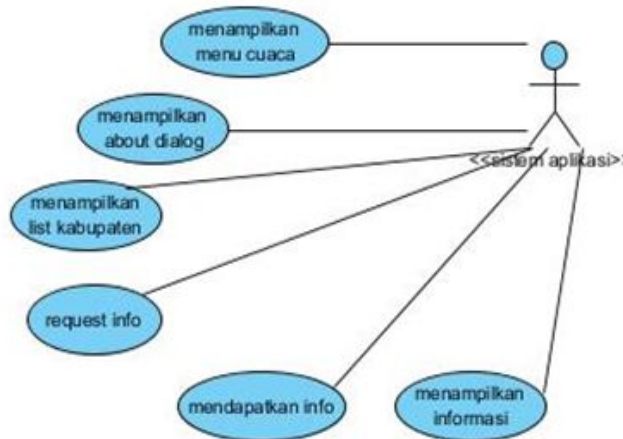 menampilkan
menu cuaca
menampilkan
about dialog
<<sistem aplikasi>>
menampilkan
list kabupaten
request info
mendapatkan info
menampilkan
informasi